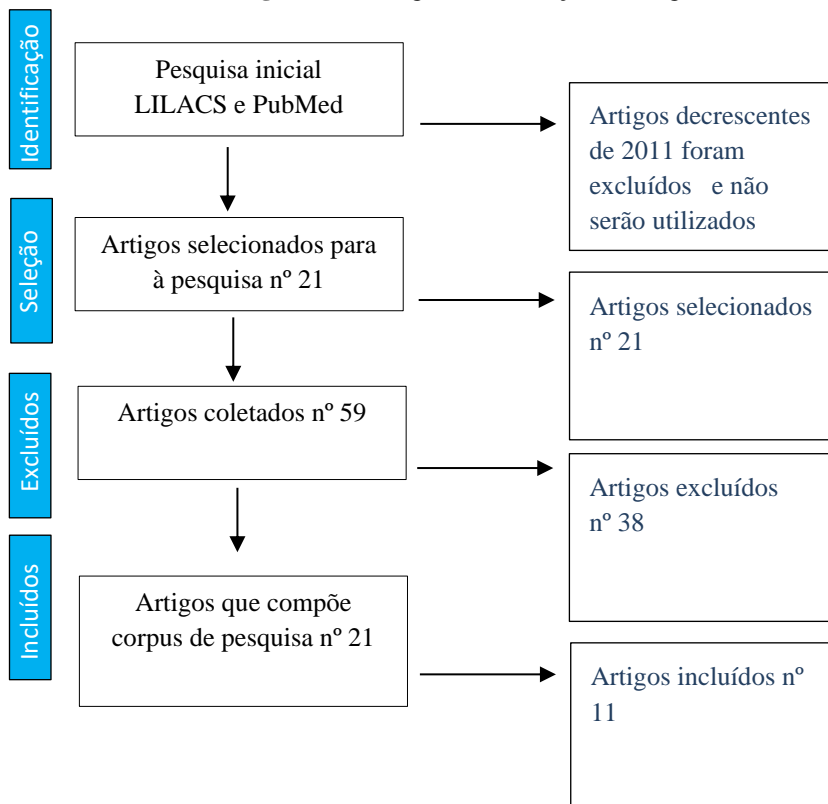 Identificação
Pesquisa inicial
LILACS e PubMed
Artigos decrescentes
de 2011 foram
excluídos e não
serão utilizados
Seleção
Artigos selecionados para
à pesquisa nº 21
Artigos selecionados
nº 21
Excluídos
Artigos coletados nº 59
Artigos excluídos
nº 38
Incluídos
Artigos que compõe
corpus de pesquisa nº 21
Artigos incluídos nº
11